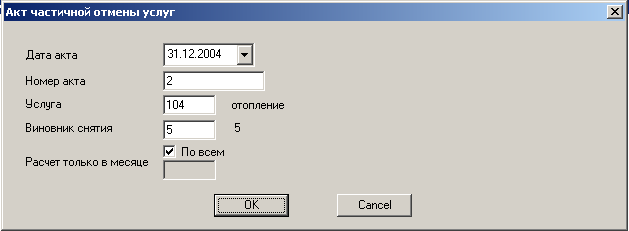 Акт частичной отмены услуг
Дата акта 31.12.2004
Номер акта 2
Услуга 104 отопление
Виновник снятия 5 5
По всем
Расчет только в месяце
OK Cancel